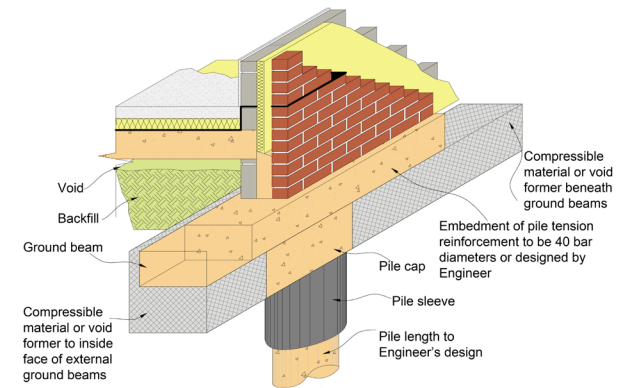 Void
Backfill
Ground beam
Compressible
material or void
former to inside
face of external
ground beams
Compressible
material or void
former beneath
ground beams
Embedment of pile tension
reinforcement to be 40 bar
diameters or designed by
Engineer
Pile cap
Pile sleeve
Pile length to
Engineer's design